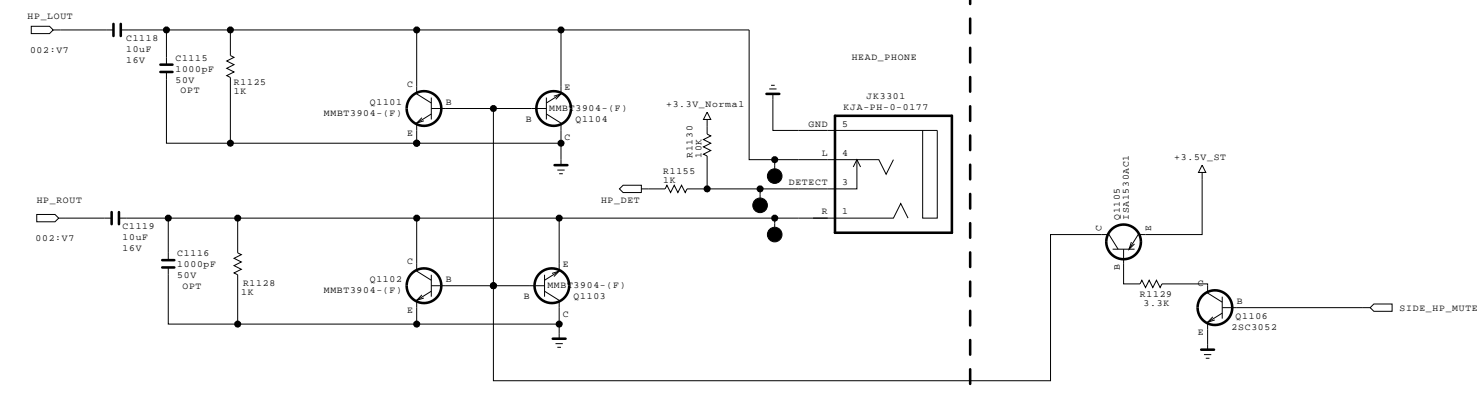 HP_LOUT
002:V7
C1118
10uF
16V
C1115
1000pF
50V
OPT
R1125
1K
C
B
E
Q1101
MMBT3904-(F)
E
B
C
MMBT3904-(F)
Q1104
HEAD_PHONE
JK3301
KJA-PH-0-0177
+3.3V_Normal
R1130
10K
R1155
1K
HP_DET
GND
5
L
4
DETECT
3
R
1
HP_ROUT
002:V7
C1119
10uF
16V
C1116
1000pF
50V
OPT
R1128
1K
C
B
E
Q1102
MMBT3904-(F)
E
B
C
MMBT3904-(F)
Q1103
Q1105
ISA1530AC1
C
E
B
+3.5V_ST
R1129
3.3K
C
B
E
Q1106
2SC3052
SIDE_HP_MUTE